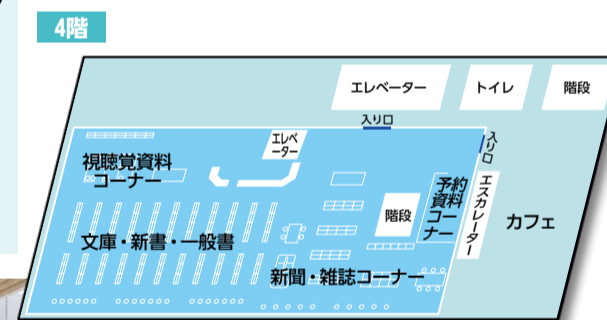 4階
エレベーター
トイレ
階段
入り口
エレベ
ーター
入り口
視聴覚資料
コーナー
予約
資料
コー
ナー
エスカレーター
階段
カフェ
文庫・新書・一般書
新聞・雑誌コーナー